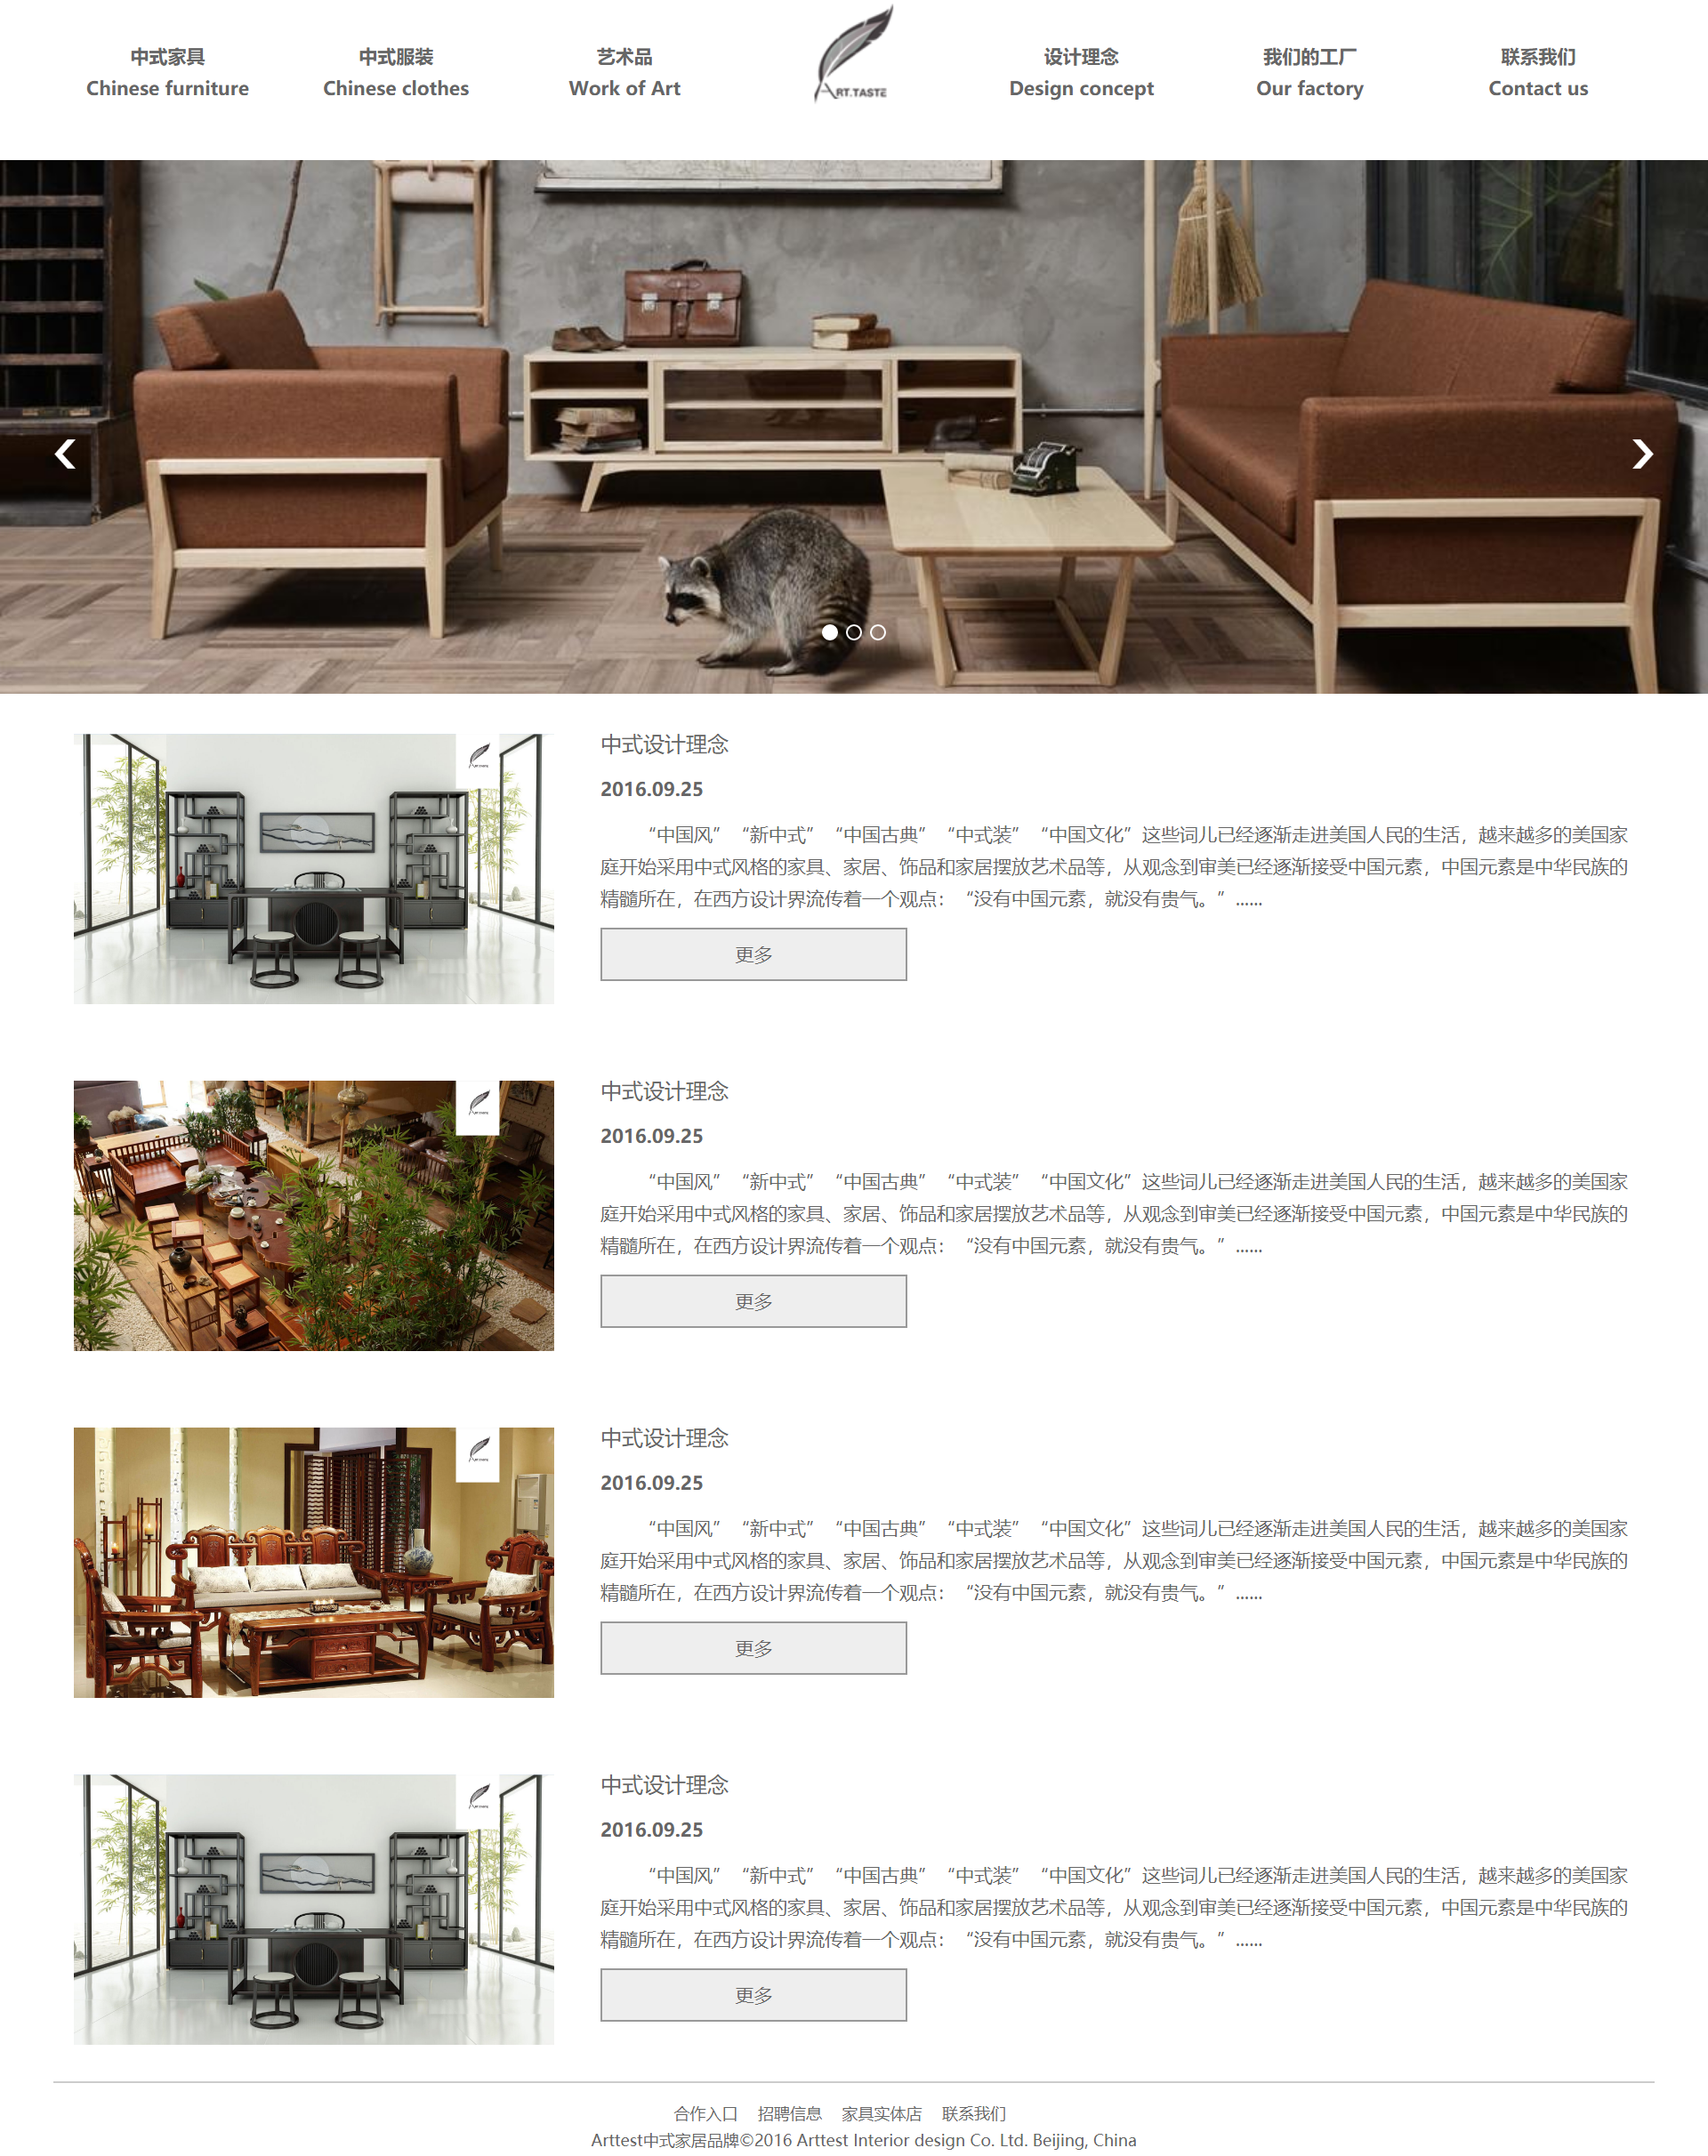 中式家具
Chinese furniture
中式服装
Chinese clothes
艺术品
Work of Art
ART.TASTE
设计理念
Design concept
我们的工厂
Our factory
联系我们
Contact us
中式设计理念
2016.09.25
“中国风” “新中式” “中国古典” “中式装” “中国文化”这些词儿已经逐渐走进美国人民的生活，越来越多的美国家
庭开始采用中式风格的家具、家居、饰品和家居摆放艺术品等，从观念到审美已经逐渐接受中国元素，中国元素是中华民族的
精髓所在，在西方设计界流传着一个观点： “没有中国元素，就没有贵气。” ......
更多
中式设计理念
2016.09.25
“中国风” “新中式” “中国古典” “中式装” “中国文化”这些词儿已经逐渐走进美国人民的生活，越来越多的美国家
庭开始采用中式风格的家具、家居、饰品和家居摆放艺术品等，从观念到审美已经逐渐接受中国元素，中国元素是中华民族的
精髓所在，在西方设计界流传着一个观点： “没有中国元素，就没有贵气。” ......
更多
中式设计理念
2016.09.25
“中国风” “新中式” “中国古典” “中式装” “中国文化”这些词儿已经逐渐走进美国人民的生活，越来越多的美国家
庭开始采用中式风格的家具、家居、饰品和家居摆放艺术品等，从观念到审美已经逐渐接受中国元素，中国元素是中华民族的
精髓所在，在西方设计界流传着一个观点： “没有中国元素，就没有贵气。” ......
更多
中式设计理念
2016.09.25
“中国风” “新中式” “中国古典” “中式装” “中国文化”这些词儿已经逐渐走进美国人民的生活，越来越多的美国家
庭开始采用中式风格的家具、家居、饰品和家居摆放艺术品等，从观念到审美已经逐渐接受中国元素，中国元素是中华民族的
精髓所在，在西方设计界流传着一个观点： “没有中国元素，就没有贵气。” ......
更多
合作入口 招聘信息 家具实体店 联系我们
Arttest中式家居品牌©2016 Arttest Interior design Co. Ltd. Beijing, China